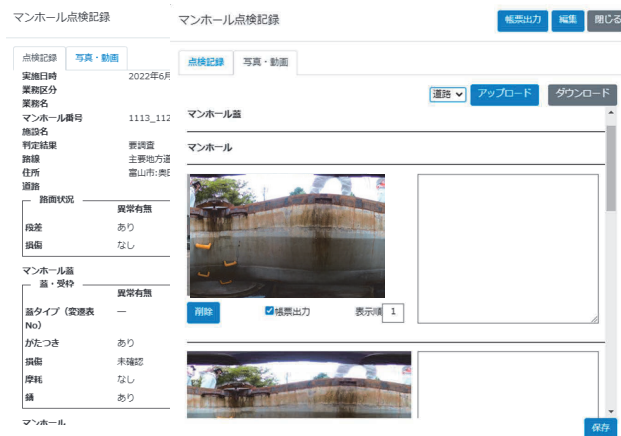 マンホール点検記録
点検記録 写真・動画
実施日時 2022年6月
業務区分
業務名
マンホール番号 1113_112
施設名
判定結果 要調査
路線 主要地方道
住所 富山市:奥田
道路
路面状況
異常有無
段差 あり
損傷 なし
マンホール蓋
蓋・受枠
異常有無
蓋タイプ（変遷表 ―
No）
がたつき あり
損傷 未確認
摩耗 なし
錆 あり
マンホール
マンホール点検記録
帳票出力 編集 閉じる
点検記録 写真・動画
道路 アップロード ダウンロード
マンホール蓋
マンホール
削除 帳票出力 表示順 1
保存